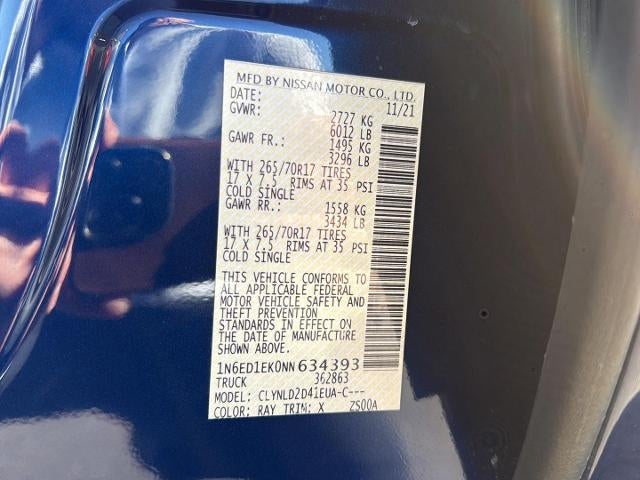 MFD BY NISSAN MOTOR CO., LTD.
DATE: 11/21
GVWR: 2727 KG
6012 LB
GAWR FR.: 1495 KG
3296 LB
WITH 265/70R17 TIRES
17 X 7.5 RIMS AT 35 PSI
COLD SINGLE
GAWR RR.: 1558 KG
3434 LB
WITH 265/70R17 TIRES
17 X 7.5 RIMS AT 35 PSI
COLD SINGLE
THIS VEHICLE CONFORMS TO
ALL APPLICABLE FEDERAL
MOTOR VEHICLE SAFETY AND
THEFT PREVENTION
STANDARDS IN EFFECT ON
THE DATE OF MANUFACTURE
SHOWN ABOVE.
1N6ED1EK0NN634393
TRUCK 362863
MODEL: CLYNLD2D41EUA-C---
COLOR: RAY TRIM: X ZS00A